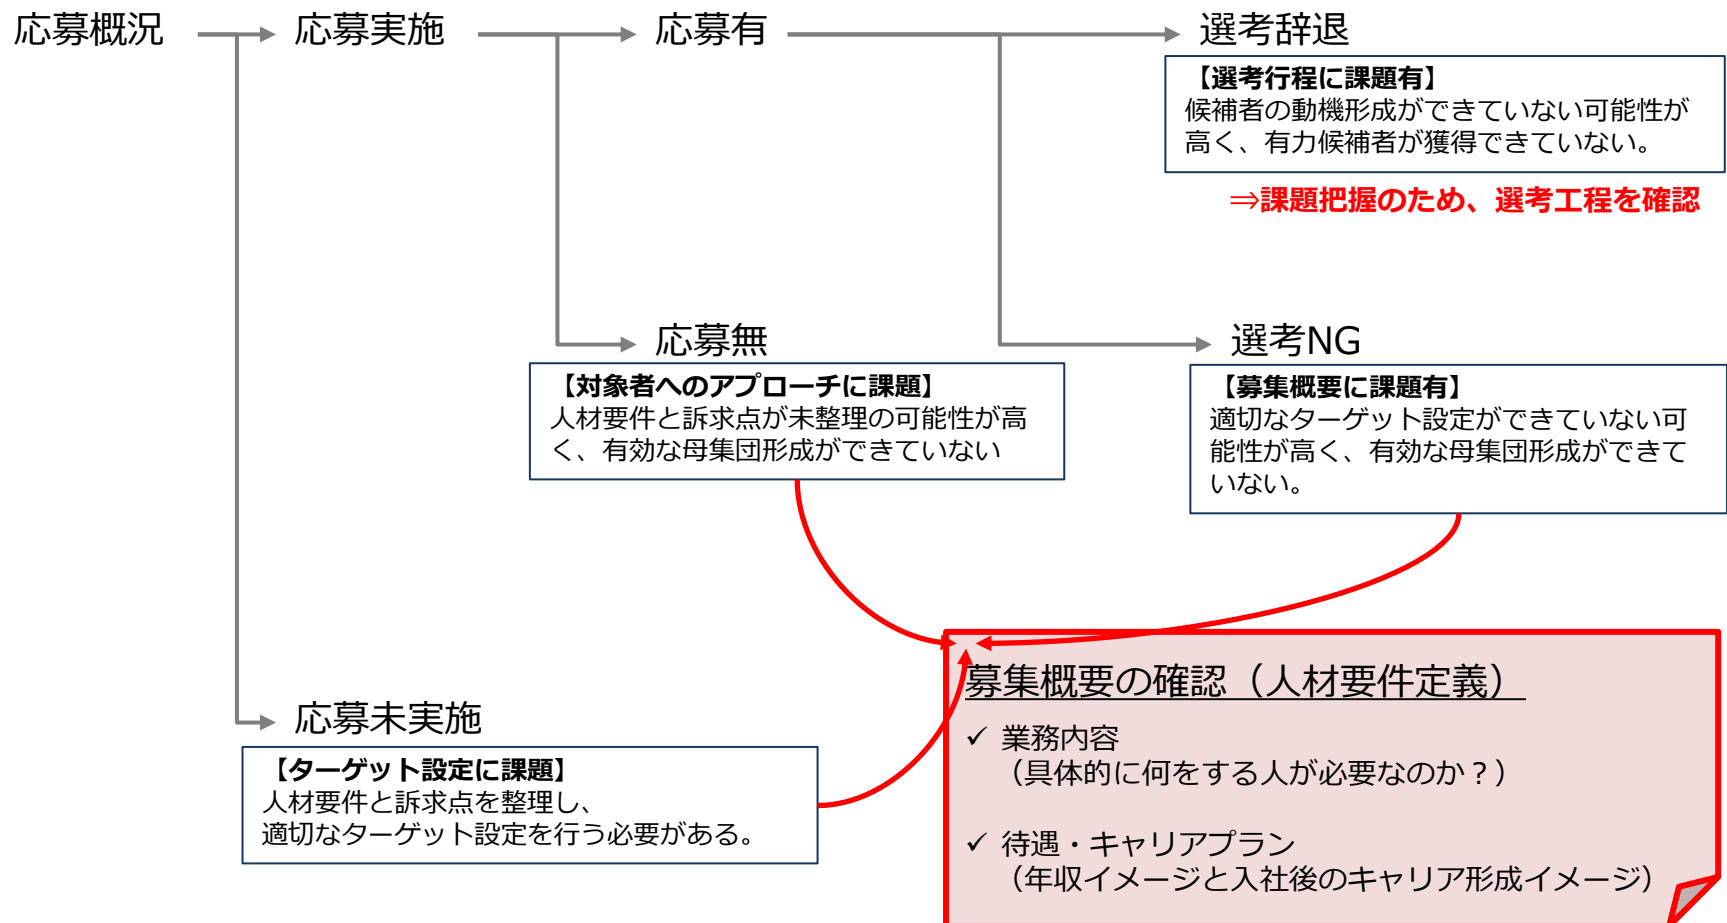 応募概況
応募実施
応募有
選考辞退
【選考行程に課題有】
候補者の動機形成ができていない可能性が
高く、有力候補者が獲得できていない。
⇒課題把握のため、選考工程を確認
応募無
【対象者へのアプローチに課題】
人材要件と訴求点が未整理の可能性が高
く、有効な母集団形成ができていない
選考NG
【募集概要に課題有】
適切なターゲット設定ができていない可
能性が高く、有効な母集団形成ができて
いない。
応募未実施
【ターゲット設定に課題】
人材要件と訴求点を整理し、
適切なターゲット設定を行う必要がある。
募集概要の確認（人材要件定義）
✓ 業務内容
（具体的に何をする人が必要なのか？）
✓ 待遇・キャリアプラン
（年収イメージと入社後のキャリア形成イメージ）